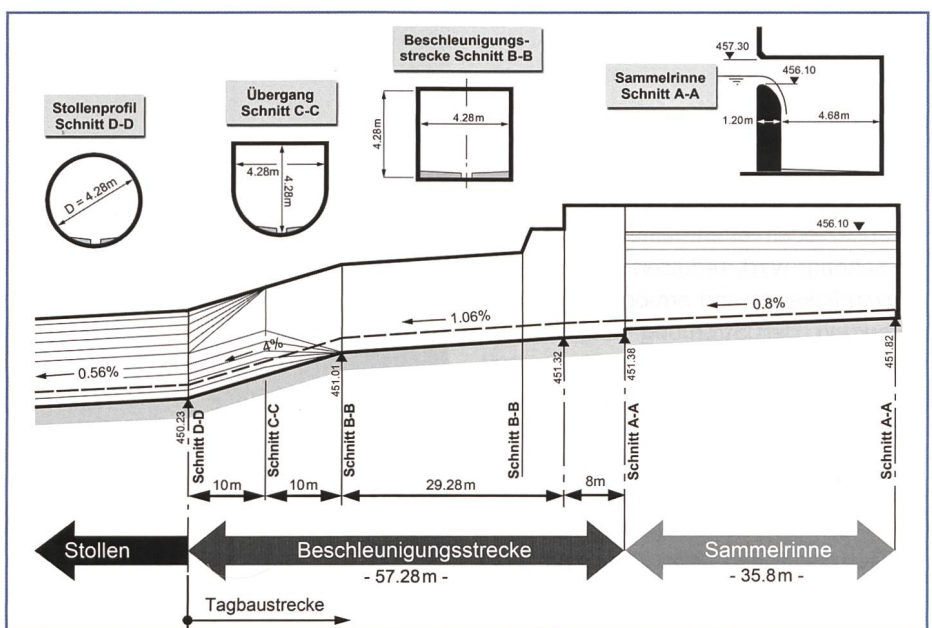 Stollenprofil
Schnitt D-D
D = 4.28m
Übergang
Schnitt C-C
4.28m
4.28m
Beschleunigungs-
strecke Schnitt B-B
4.28m
4.28m
Sammelrinne
Schnitt A-A
457.30
456.10
1.20m
4.68m
456.10
0.56%
4%
1.06%
0.8%
450.23
451.01
451.32
451.38
451.82
Schnitt D-D
Schnitt C-C
Schnitt B-B
Schnitt B-B
Schnitt A-A
Schnitt A-A
10m
10m
29.28m
8m
Stollen
Beschleunigungsstrecke
- 57.28m -
Sammelrinne
- 35.8m -
Tagbaustrecke